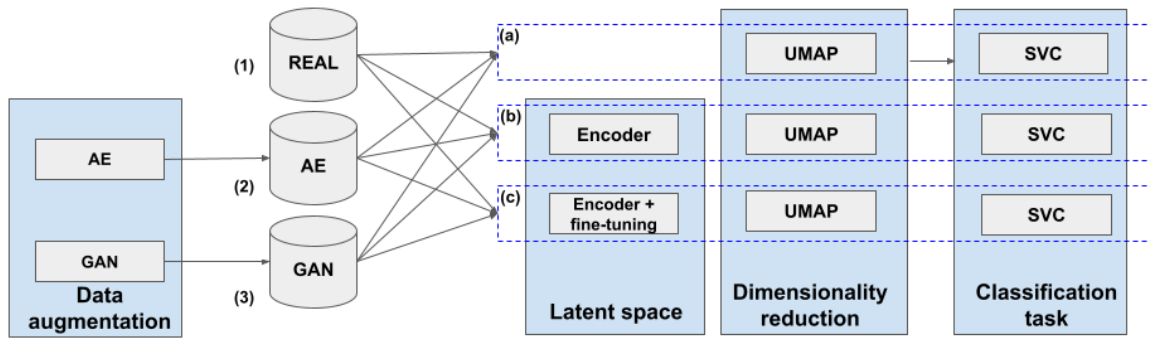 AE
GAN
Data
augmentation
(1)
REAL
(2)
AE
(3)
GAN
(a)
(b)
(c)
Encoder
Encoder +
fine-tuning
Latent space
UMAP
UMAP
UMAP
Dimensionality
reduction
SVC
SVC
SVC
Classification
task